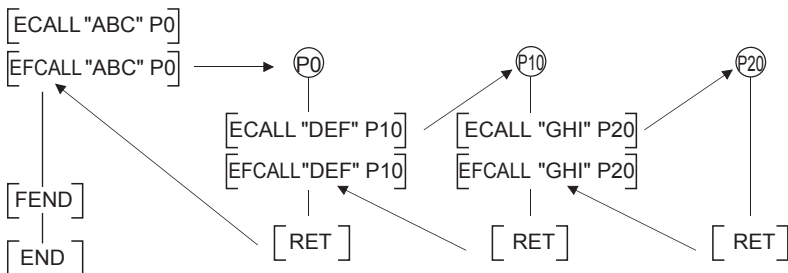 [ECALL "ABC" P0]
[EFCALL "ABC" P0]
[FEND]
[END]
P0
[ECALL "DEF" P10]
[EFCALL "DEF" P10]
[RET]
P10
[ECALL "GHI" P20]
[EFCALL "GHI" P20]
[RET]
P20
[RET]